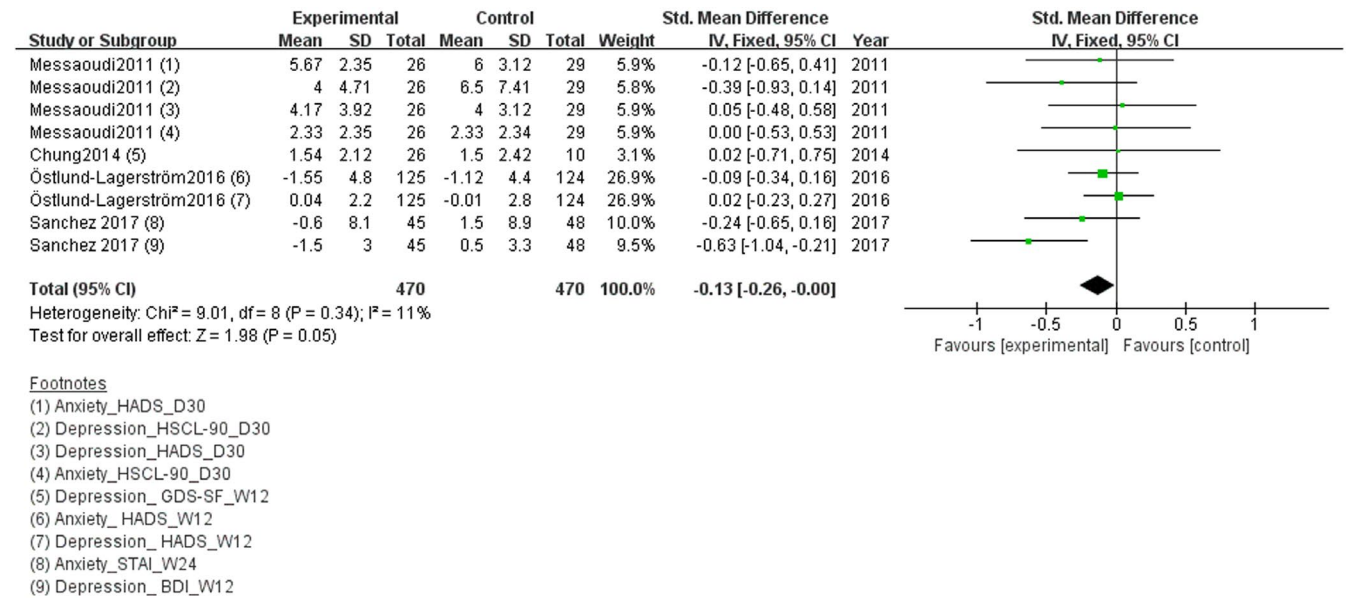 Experimental Control Std. Mean Difference Std. Mean Difference
Study or Subgroup Mean SD Total Mean SD Total Weight IV, Fixed, 95% CI Year IV, Fixed, 95% CI
Messaoudi2011 (1) 5.67 2.35 26 6 3.12 29 5.9% -0.12 [-0.65, 0.41] 2011
Messaoudi2011 (2) 4 4.71 26 6.5 7.41 29 5.8% -0.39 [-0.93, 0.14] 2011
Messaoudi2011 (3) 4.17 3.92 26 4 3.12 29 5.9% 0.05 [-0.48, 0.58] 2011
Messaoudi2011 (4) 2.33 2.35 26 2.33 2.34 29 5.9% 0.00 [-0.53, 0.53] 2011
Chung2014 (5) 1.54 2.12 26 1.5 2.42 10 3.1% 0.02 [-0.71, 0.75] 2014
Östlund-Lagerström2016 (6) -1.55 4.8 125 -1.12 4.4 124 26.9% -0.09 [-0.34, 0.16] 2016
Östlund-Lagerström2016 (7) 0.04 2.2 125 -0.01 2.8 124 26.9% 0.02 [-0.23, 0.27] 2016
Sanchez 2017 (8) -0.6 8.1 45 1.5 8.9 48 10.0% -0.24 [-0.65, 0.16] 2017
Sanchez 2017 (9) -1.5 3 45 0.5 3.3 48 9.5% -0.63 [-1.04, -0.21] 2017
Total (95% CI) 470 470 100.0% -0.13 [-0.26, -0.00]
Heterogeneity: Chi² = 9.01, df = 8 (P = 0.34); I² = 11%
Test for overall effect: Z = 1.98 (P = 0.05)
-1 -0.5 0 0.5 1
Favours [experimental] Favours [control]
Footnotes
(1) Anxiety_HADS_D30
(2) Depression_HSCL-90_D30
(3) Depression_HADS_D30
(4) Anxiety_HSCL-90_D30
(5) Depression_ GDS-SF_W12
(6) Anxiety_ HADS_W12
(7) Depression_ HADS_W12
(8) Anxiety_STAI_W24
(9) Depression_ BDI_W12